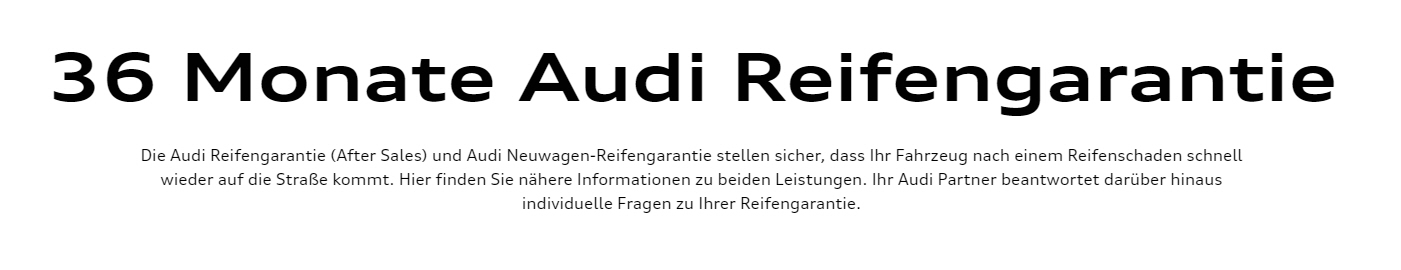 36 Monate Audi Reifengarantie
Die Audi Reifengarantie (After Sales) und Audi Neuwagen-Reifengarantie stellen sicher, dass Ihr Fahrzeug nach einem Reifenschaden schnell
wieder auf die Straße kommt. Hier finden Sie nähere Informationen zu beiden Leistungen. Ihr Audi Partner beantwortet darüber hinaus
individuelle Fragen zu Ihrer Reifengarantie.